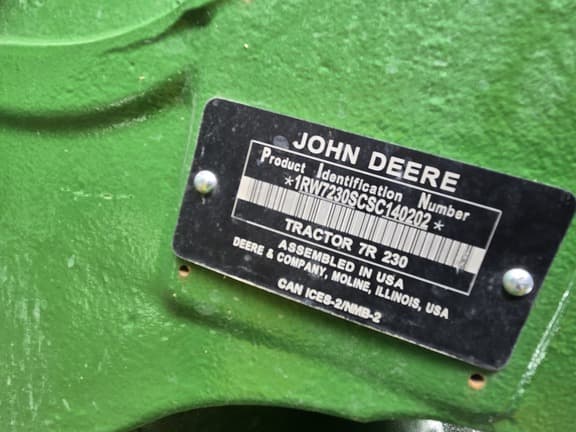 JOHN DEERE
Product Identification Number
*1RW7230SCSC140202*
TRACTOR 7R 230
ASSEMBLED IN USA
DEERE & COMPANY, MOLINE, ILLINOIS, USA
CAN ICES-2/NMB-2